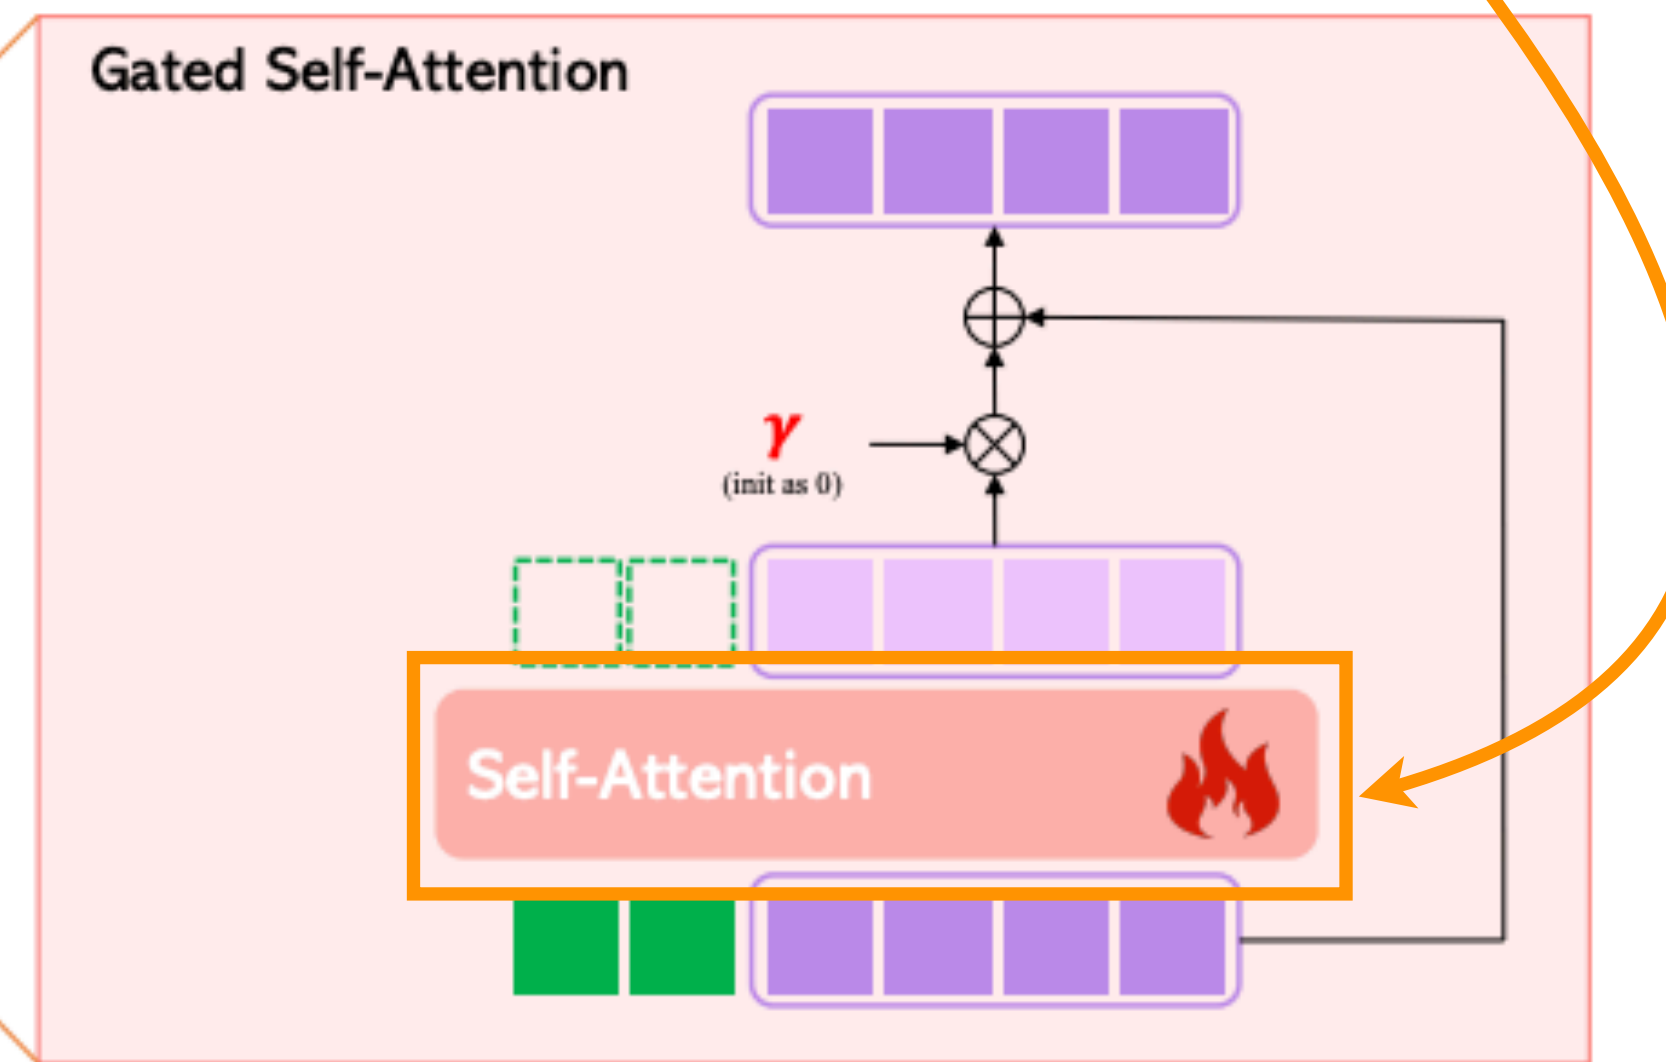 Gated Self-Attention
γ
(init as 0)
Self-Attention